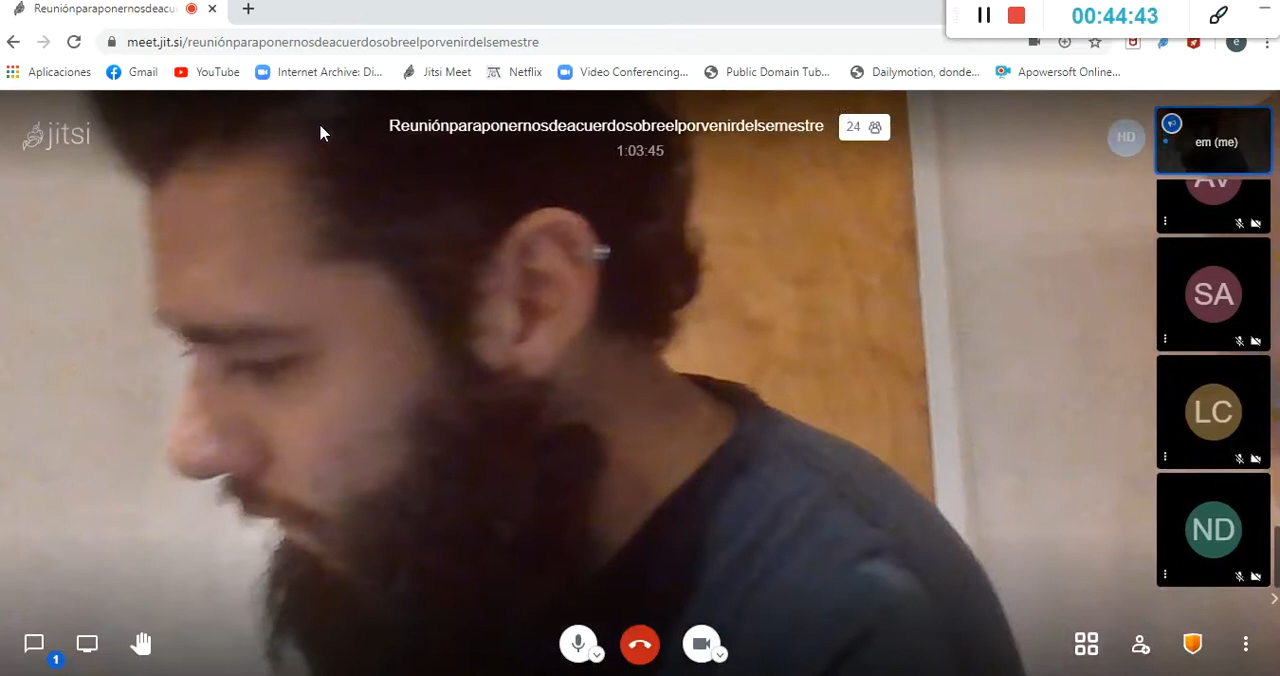 Reuniónparaponernosdeacu
00:44:43
meet.jit.si/reuniónparaponernosdeacuerdosobreelporvenirdelsemestre
e
Aplicaciones Gmail YouTube Internet Archive: Di... Jitsi Meet Netflix Video Conferencing... Public Domain Tub... Dailymotion, donde... Apowersoft Online...
jitsi
Reuniónparaponernosdeacuerdosobreelporvenirdelsemestre
24
1:03:45
HD
em (me)
AV
SA
LC
ND
1